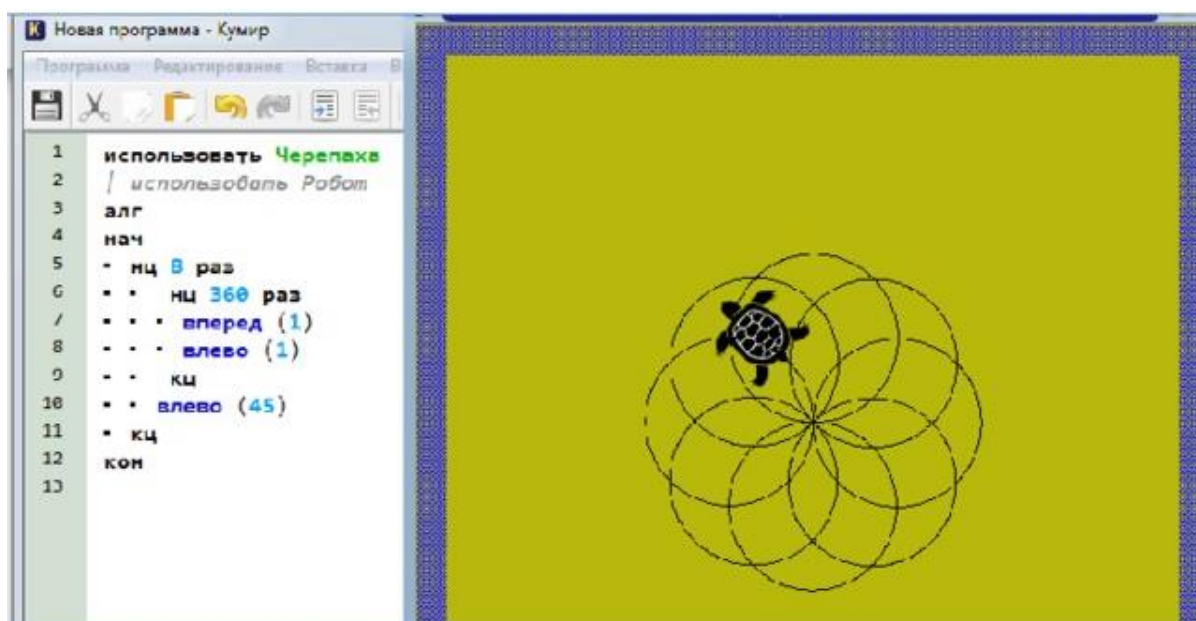 Новая программа - Кумир
Программа Редактирование Вставка В
1 использовать Черепаха
2 | использовать Робот
3 алг
4 нач
5 • нц 8 раз
6 • • нц 360 раз
7 • • • вперед (1)
8 • • • влево (1)
9 • • кц
10 • • влево (45)
11 • кц
12 кон
13